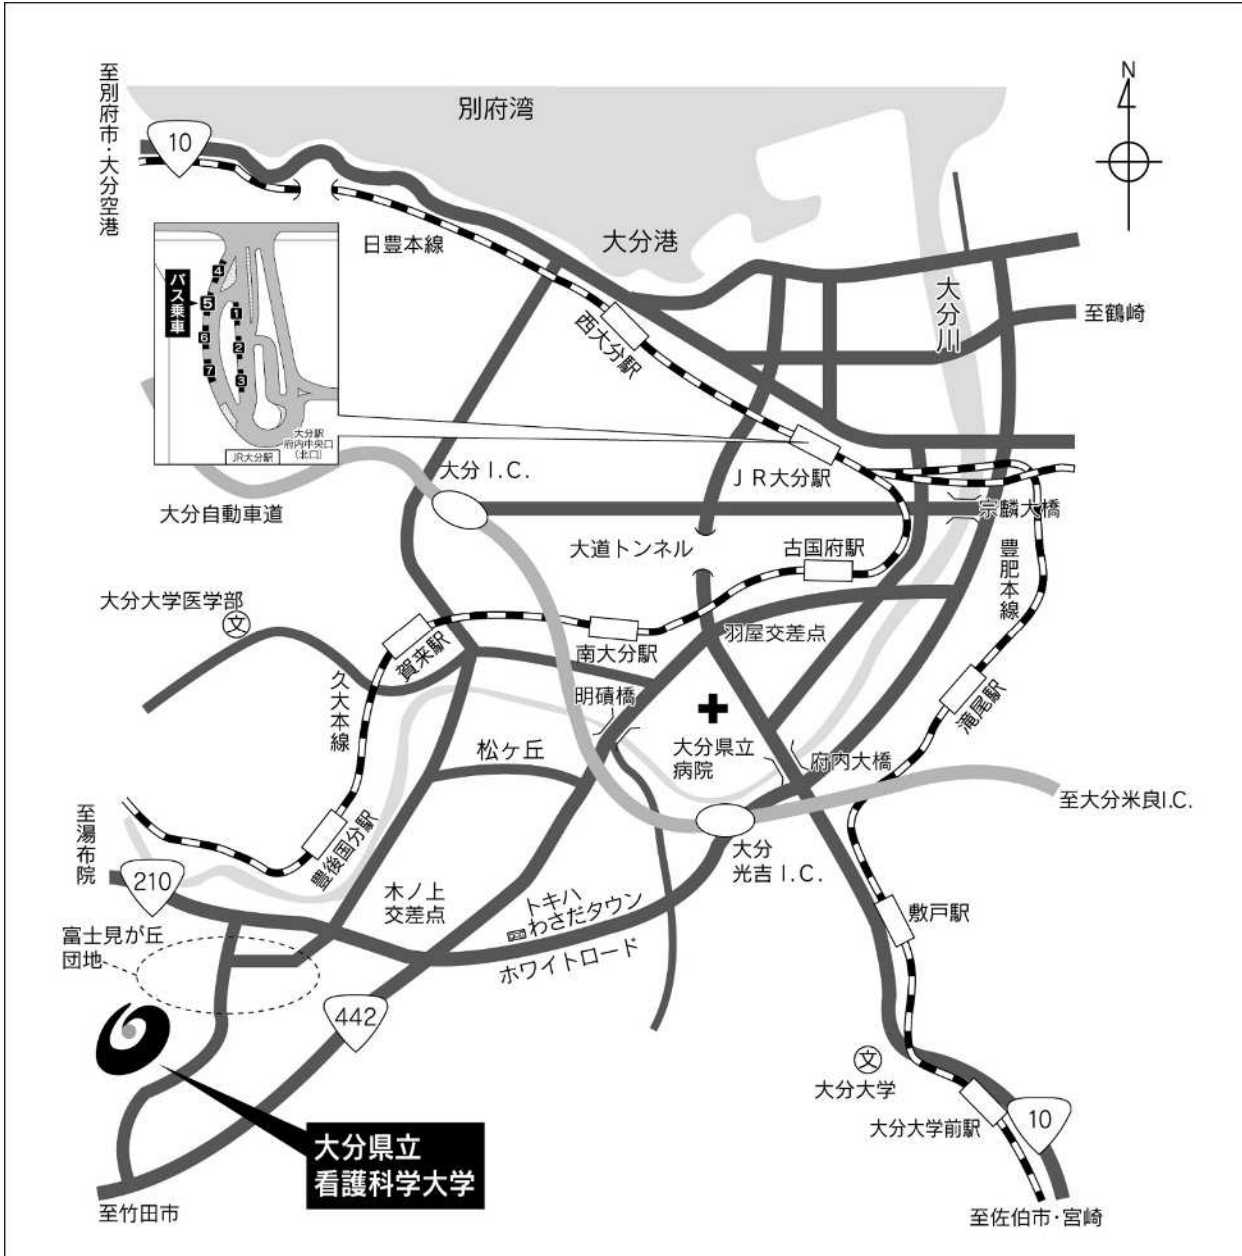 N
至別府市・大分空港
10
別府湾
日豊本線
大分港
大分川
至鶴崎
西大分駅
バス乗車
4
5
6
7
1
2
3
大分駅
府内中央口
(北口)
JR大分駅
大分I.C.
JR大分駅
大分自動車道
宗麟大橋
大道トンネル
古国府駅
豊肥本線
大分大学医学部
文
賀来駅
南大分駅
羽屋交差点
久大本線
明磧橋
滝尾駅
松ヶ丘
大分県立
病院
府内大橋
至大分米良I.C.
至湯布院
豊後国分駅
大分
光吉I.C.
210
木ノ上
交差点
トキハ
わさだタウン
敷戸駅
富士見が丘
団地
ホワイトロード
442
文
大分大学
大分大学前駅
10
大分県立
看護科学大学
至竹田市
至佐伯市・宮崎